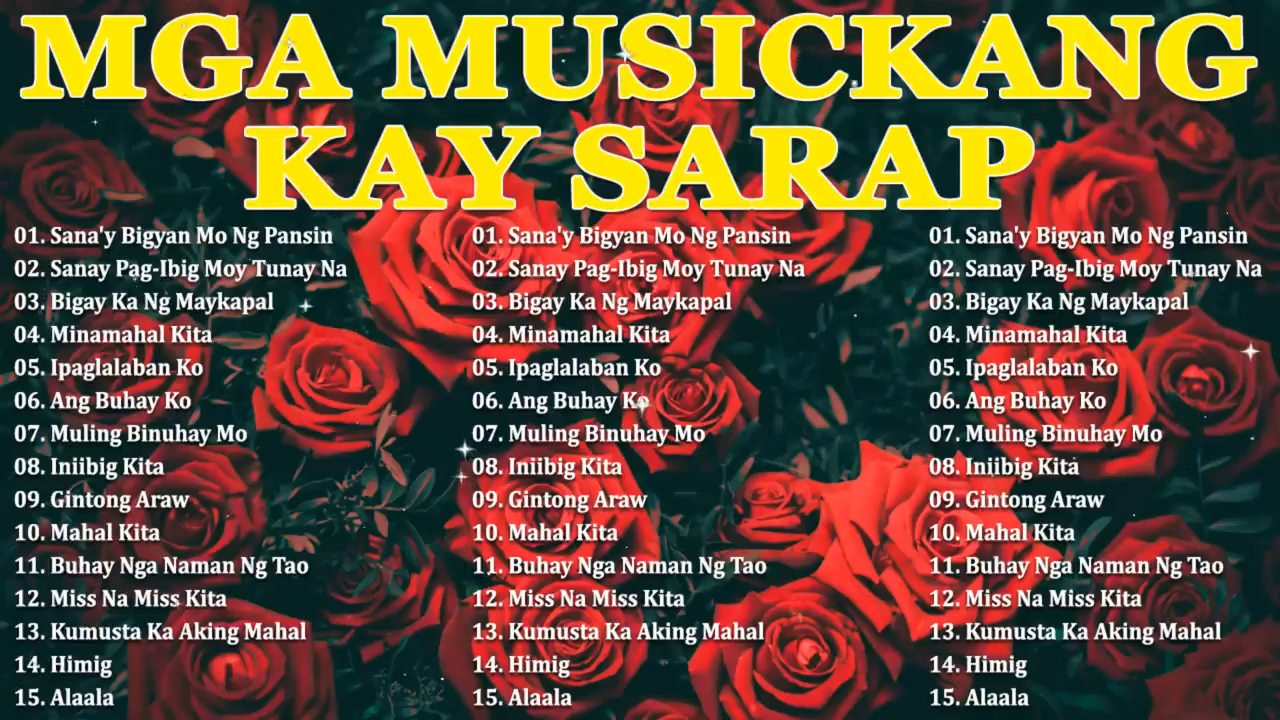 MGA MUSICKANG
KAY SARAP
01. Sana'y Bigyan Mo Ng Pansin
02. Sanay Pag-Ibig Moy Tunay Na
03. Bigay Ka Ng Maykapal
04. Minamahal Kita
05. Ipaglalaban Ko
06. Ang Buhay Ko
07. Muling Binuhay Mo
08. Iniibig Kita
09. Gintong Araw
10. Mahal Kita
11. Buhay Nga Naman Ng Tao
12. Miss Na Miss Kita
13. Kumusta Ka Aking Mahal
14. Himig
15. Alaala
01. Sana'y Bigyan Mo Ng Pansin
02. Sanay Pag-Ibig Moy Tunay Na
03. Bigay Ka Ng Maykapal
04. Minamahal Kita
05. Ipaglalaban Ko
06. Ang Buhay Ko
07. Muling Binuhay Mo
08. Iniibig Kita
09. Gintong Araw
10. Mahal Kita
11. Buhay Nga Naman Ng Tao
12. Miss Na Miss Kita
13. Kumusta Ka Aking Mahal
14. Himig
15. Alaala
01. Sana'y Bigyan Mo Ng Pansin
02. Sanay Pag-Ibig Moy Tunay Na
03. Bigay Ka Ng Maykapal
04. Minamahal Kita
05. Ipaglalaban Ko
06. Ang Buhay Ko
07. Muling Binuhay Mo
08. Iniibig Kita
09. Gintong Araw
10. Mahal Kita
11. Buhay Nga Naman Ng Tao
12. Miss Na Miss Kita
13. Kumusta Ka Aking Mahal
14. Himig
15. Alaala